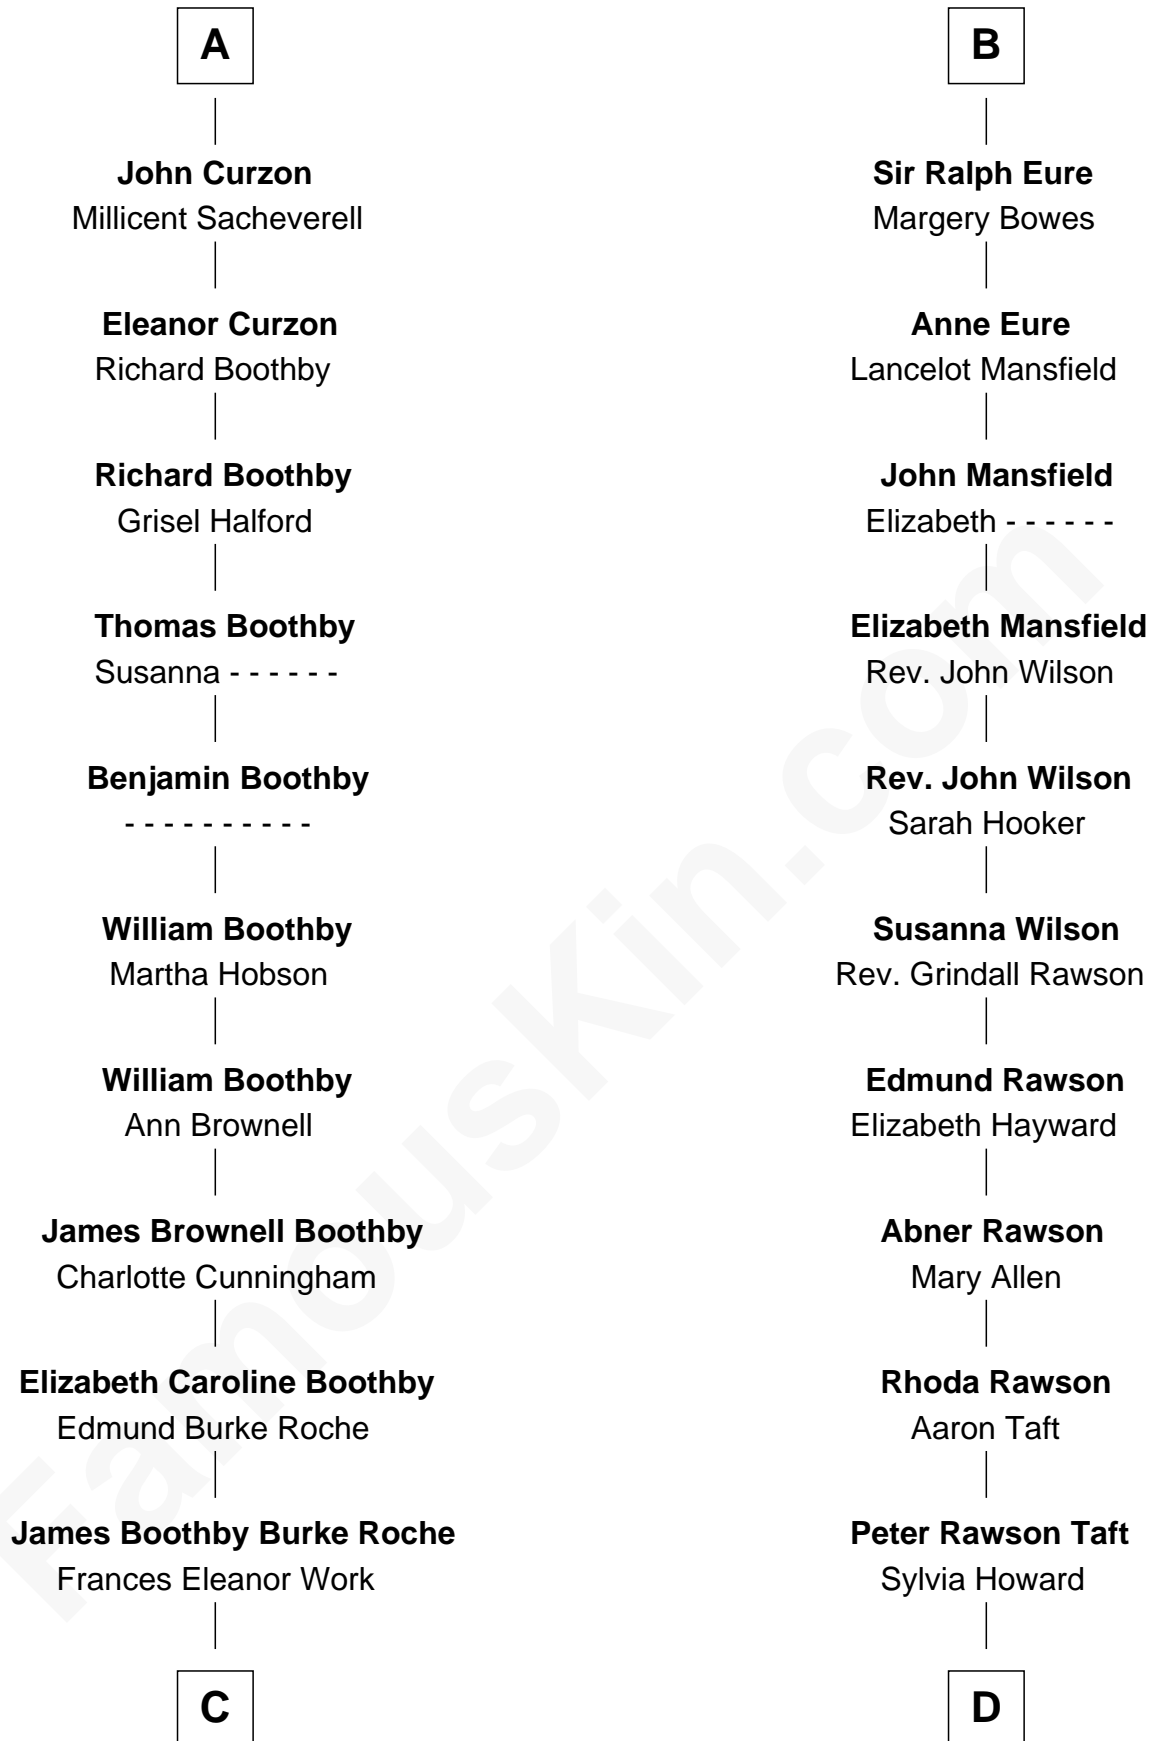 A
John Curzon
Millicent Sacheverell
Eleanor Curzon
Richard Boothby
Richard Boothby
Grisel Halford
Thomas Boothby
Susanna - - - - - -
Benjamin Boothby
- - - - - - - - - -
William Boothby
Martha Hobson
William Boothby
Ann Brownell
James Brownell Boothby
Charlotte Cunningham
Elizabeth Caroline Boothby
Edmund Burke Roche
James Boothby Burke Roche
Frances Eleanor Work
C
B
Sir Ralph Eure
Margery Bowes
Anne Eure
Lancelot Mansfield
John Mansfield
Elizabeth - - - - - -
Elizabeth Mansfield
Rev. John Wilson
Rev. John Wilson
Sarah Hooker
Susanna Wilson
Rev. Grindall Rawson
Edmund Rawson
Elizabeth Hayward
Abner Rawson
Mary Allen
Rhoda Rawson
Aaron Taft
Peter Rawson Taft
Sylvia Howard
D
FamousKin.com